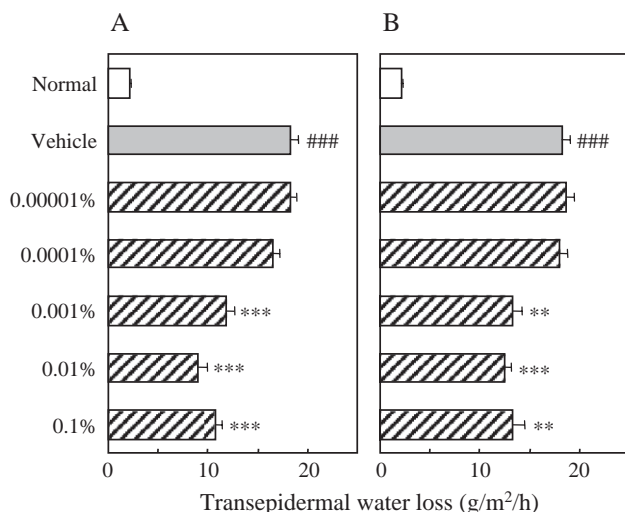 A B
Normal
Vehicle ### ###
0.00001%
0.0001%
0.001% *** **
0.01% *** ***
0.1% *** **
0 10 20 0 10 20
Transepidermal water loss (g/m²/h)